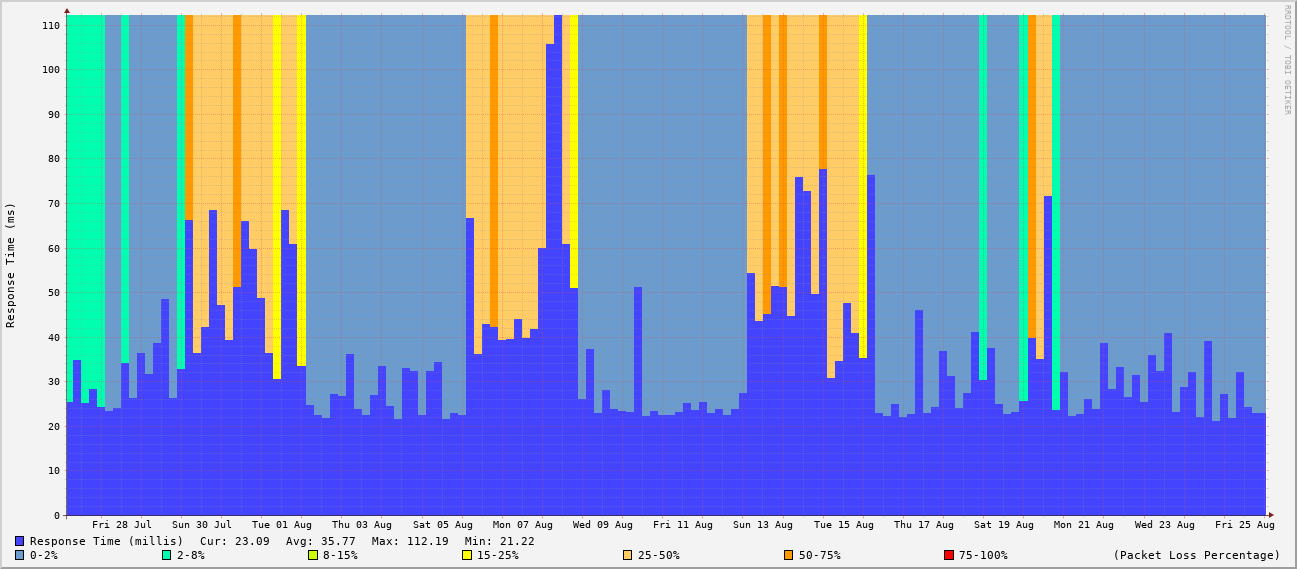 RRDTOOL / TOBI OETIKER
Response Time (ms)
110
100
90
80
70
60
50
40
30
20
10
0
Fri 28 Jul Sun 30 Jul Tue 01 Aug Thu 03 Aug Sat 05 Aug Mon 07 Aug Wed 09 Aug Fri 11 Aug Sun 13 Aug Tue 15 Aug Thu 17 Aug Sat 19 Aug Mon 21 Aug Wed 23 Aug Fri 25 Aug
Response Time (millis) Cur: 23.09 Avg: 35.77 Max: 112.19 Min: 21.22
0-2% 2-8% 8-15% 15-25% 25-50% 50-75% 75-100% (Packet Loss Percentage)